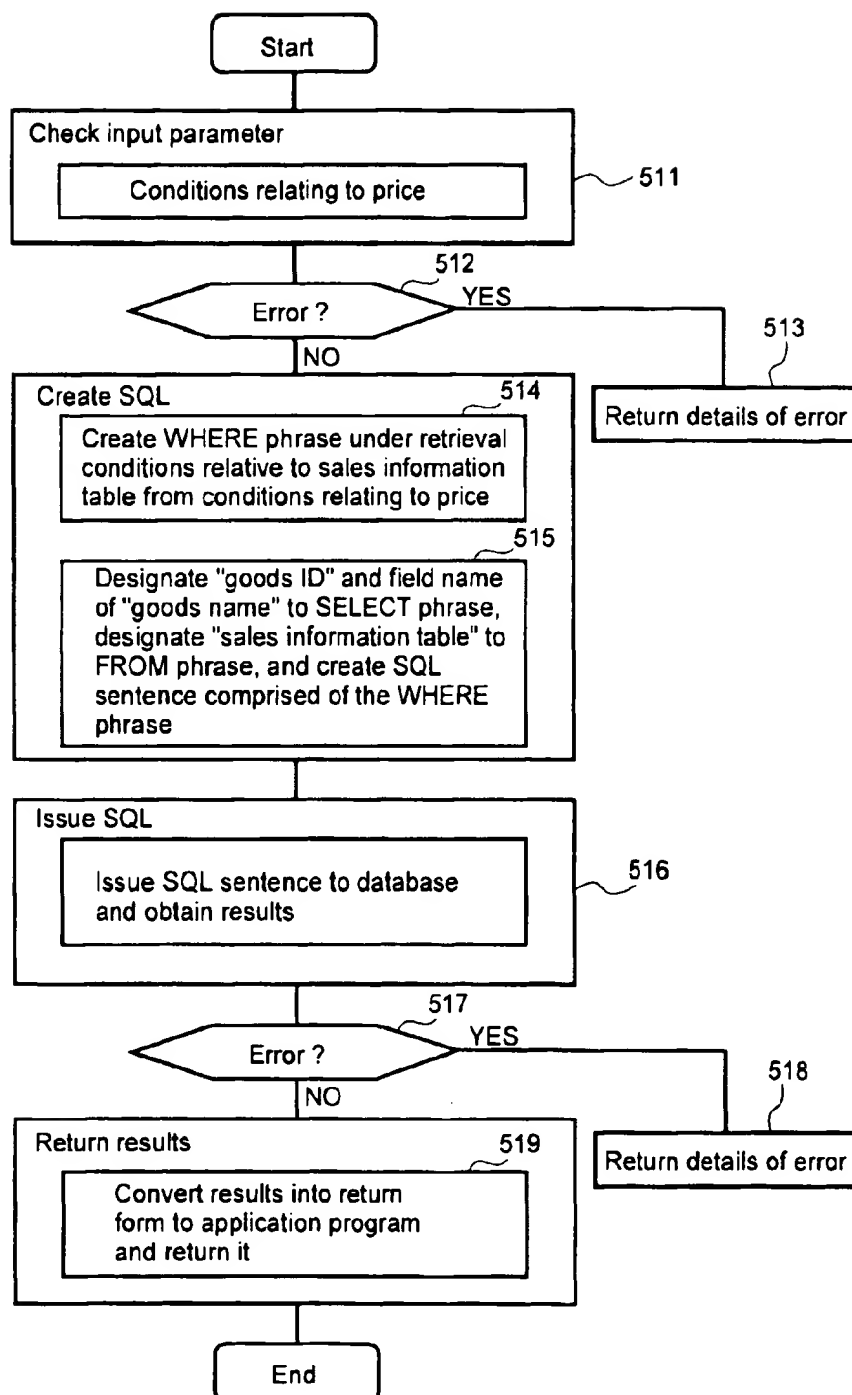 Start
Check input parameter
Conditions relating to price
511
512
Error ?
YES
NO
513
Return details of error
Create SQL
514
Create WHERE phrase under retrieval
conditions relative to sales information
table from conditions relating to price
515
Designate "goods ID" and field name
of "goods name" to SELECT phrase,
designate "sales information table" to
FROM phrase, and create SQL
sentence comprised of the WHERE
phrase
Issue SQL
Issue SQL sentence to database
and obtain results
516
517
Error ?
YES
NO
518
Return details of error
Return results
519
Convert results into return
form to application program
and return it
End